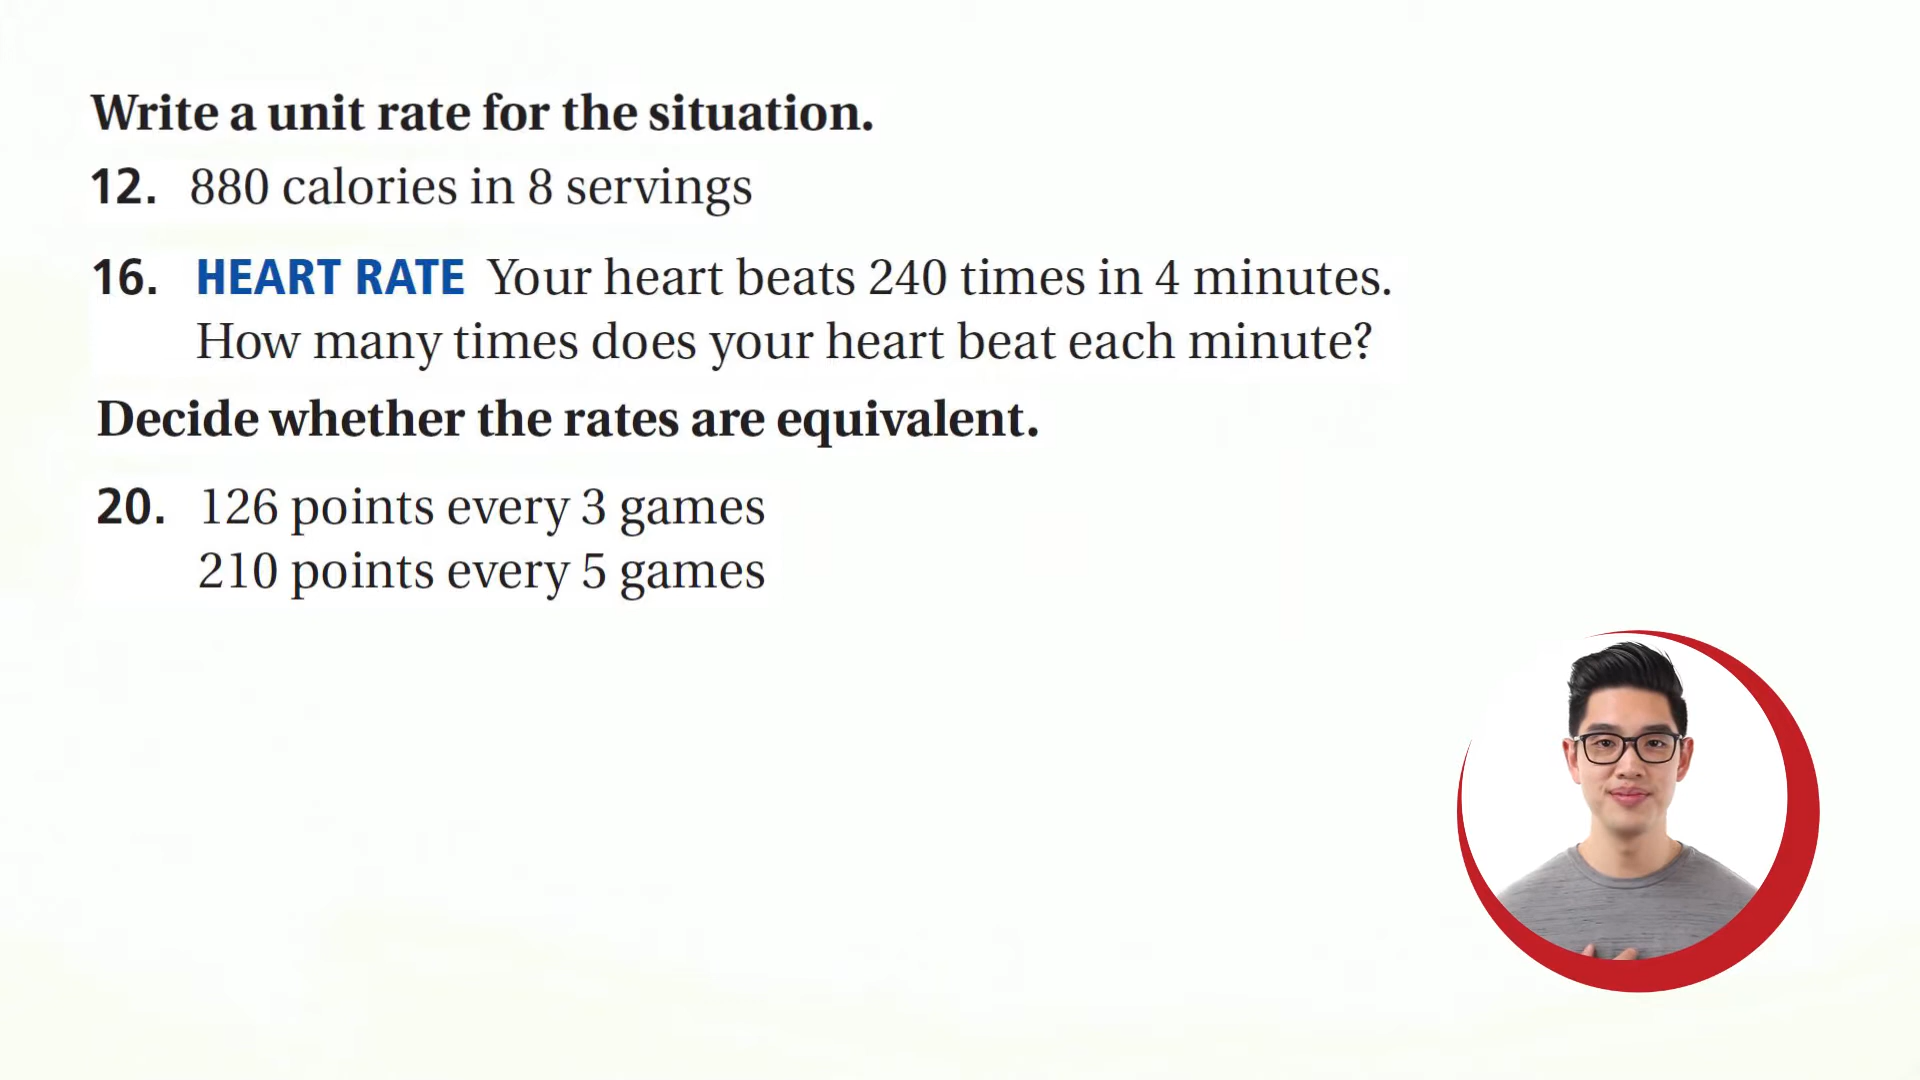 Write a unit rate for the situation.
12. 880 calories in 8 servings
16. HEART RATE Your heart beats 240 times in 4 minutes.
How many times does your heart beat each minute?
Decide whether the rates are equivalent.
20. 126 points every 3 games
210 points every 5 games